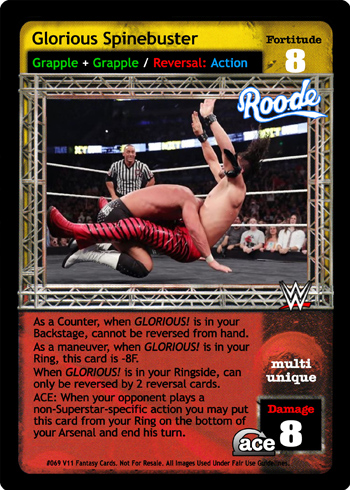 Glorious Spinebuster
Fortitude
8
Grapple + Grapple / Reversal: Action
Roode
W
As a Counter, when GLORIOUS! is in your
Backstage, cannot be reversed from hand.
As a maneuver, when GLORIOUS! is in your
Ring, this card is -8F.
When GLORIOUS! is in your Ringside, can
only be reversed by 2 reversal cards.
ACE: When your opponent plays a
non-Superstar-specific action you may put
this card from your Ring on the bottom of
your Arsenal and end his turn.
multi
unique
Damage
8
ace
#069 V11 Fantasy Cards. Not For Resale. All Images Used Under Fair Use Guidelines.